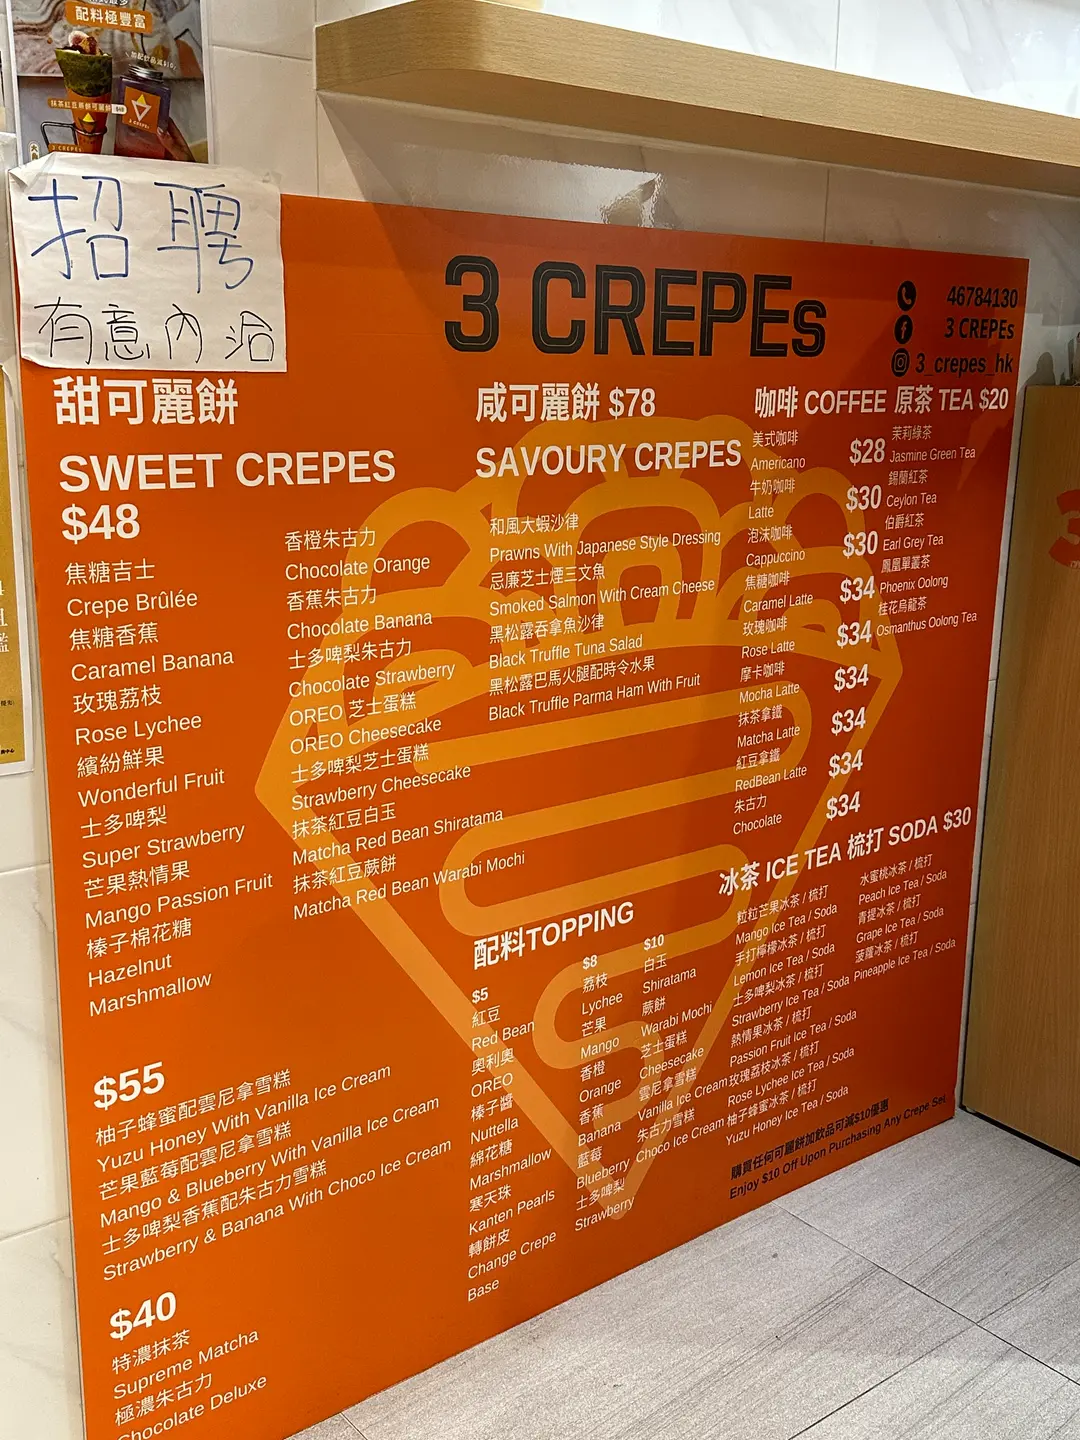 配料極豐富
招聘
有意內洽
3 CREPEs
46784130
3 CREPEs
3_crepes_hk
甜可麗餅
SWEET CREPES
$48
焦糖吉士
Crepe Brûlée
焦糖香蕉
Caramel Banana
玫瑰荔枝
Rose Lychee
繽紛鮮果
Wonderful Fruit
士多啤梨
Super Strawberry
芒果熱情果
Mango Passion Fruit
榛子棉花糖
Hazelnut
Marshmallow
香橙朱古力
Chocolate Orange
香蕉朱古力
Chocolate Banana
士多啤梨朱古力
Chocolate Strawberry
OREO 芝士蛋糕
OREO Cheesecake
士多啤梨芝士蛋糕
Strawberry Cheesecake
抹茶紅豆白玉
Matcha Red Bean Shiratama
抹茶紅豆蕨餅
Matcha Red Bean Warabi Mochi
$55
柚子蜂蜜配雲尼拿雪糕
Yuzu Honey With Vanilla Ice Cream
芒果藍莓配雲尼拿雪糕
Mango & Blueberry With Vanilla Ice Cream
士多啤梨香蕉配朱古力雪糕
Strawberry & Banana With Choco Ice Cream
$40
特濃抹茶
Supreme Matcha
極濃朱古力
Chocolate Deluxe
咸可麗餅 $78
SAVOURY CREPES
和風大蝦沙律
Prawns With Japanese Style Dressing
忌廉芝士煙三文魚
Smoked Salmon With Cream Cheese
黑松露吞拿魚沙律
Black Truffle Tuna Salad
黑松露巴馬火腿配時令水果
Black Truffle Parma Ham With Fruit
配料TOPPING
$5
紅豆
Red Bean
奧利奧
OREO
榛子醬
Nuttella
綿花糖
Marshmallow
寒天珠
Kanten Pearls
轉餅皮
Change Crepe
Base
$8
荔枝
Lychee
芒果
Mango
香橙
Orange
香蕉
Banana
藍莓
Blueberry
士多啤梨
Strawberry
$10
白玉
Shiratama
蕨餅
Warabi Mochi
芝士蛋糕
Cheesecake
雲尼拿雪糕
Vanilla Ice Cream
朱古力雪糕
Choco Ice Cream
咖啡 COFFEE
美式咖啡
Americano $28
牛奶咖啡
Latte $30
泡沫咖啡
Cappuccino $30
焦糖咖啡
Caramel Latte $34
玫瑰咖啡
Rose Latte $34
摩卡咖啡
Mocha Latte $34
抹茶拿鐵
Matcha Latte $34
紅豆拿鐵
RedBean Latte $34
朱古力
Chocolate $34
原茶 TEA $20
茉莉綠茶
Jasmine Green Tea
錫蘭紅茶
Ceylon Tea
伯爵紅茶
Earl Grey Tea
鳳凰單叢茶
Phoenix Oolong
桂花烏龍茶
Osmanthus Oolong Tea
冰茶 ICE TEA 梳打 SODA $30
粒粒芒果冰茶 / 梳打
Mango Ice Tea / Soda
手打檸檬冰茶 / 梳打
Lemon Ice Tea / Soda
士多啤梨冰茶 / 梳打
Strawberry Ice Tea / Soda
熱情果冰茶 / 梳打
Passion Fruit Ice Tea / Soda
玫瑰荔枝冰茶 / 梳打
Rose Lychee Ice Tea / Soda
柚子蜂蜜冰茶 / 梳打
Yuzu Honey Ice Tea / Soda
水蜜桃冰茶 / 梳打
Peach Ice Tea / Soda
青提冰茶 / 梳打
Grape Ice Tea / Soda
菠蘿冰茶 / 梳打
Pineapple Ice Tea / Soda
購買任何可麗餅加飲品可減$10優惠
Enjoy $10 Off Upon Purchasing Any Crepe Set